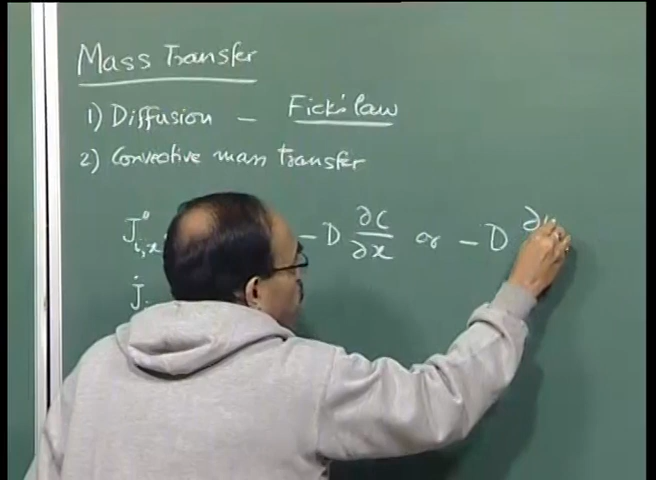 Mass Transfer
1) Diffusion — Fick's law
2) Convective mass transfer
J̇i,x - D ∂C/∂x or - D ∂
J̇